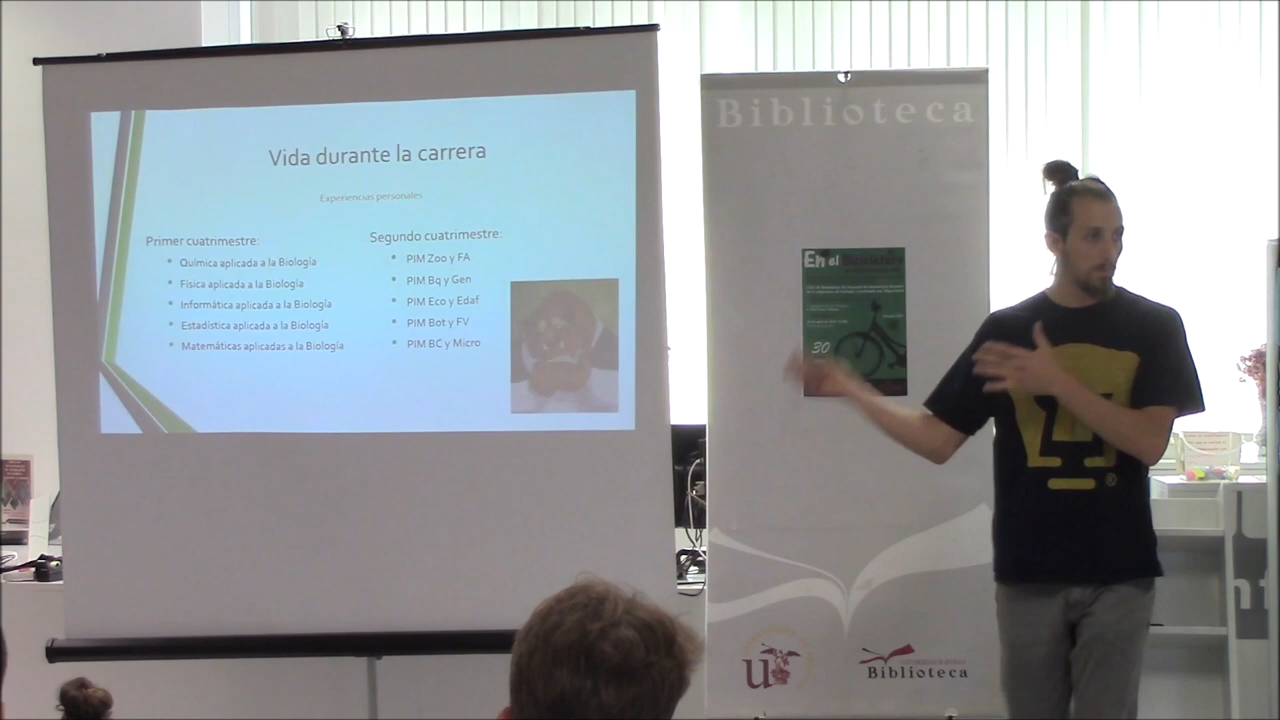 Vida durante la carrera
Experiencias personales
Primer cuatrimestre:
Química aplicada a la Biología
Física aplicada a la Biología
Informática aplicada a la Biología
Estadística aplicada a la Biología
Matemáticas aplicadas a la Biología
Segundo cuatrimestre:
PIM Zoo y FA
PIM Bq y Gen
PIM Eco y Edaf
PIM Bot y FV
PIM BC y Micro
Biblioteca
En el Bicicletero
30
u
Biblioteca
®